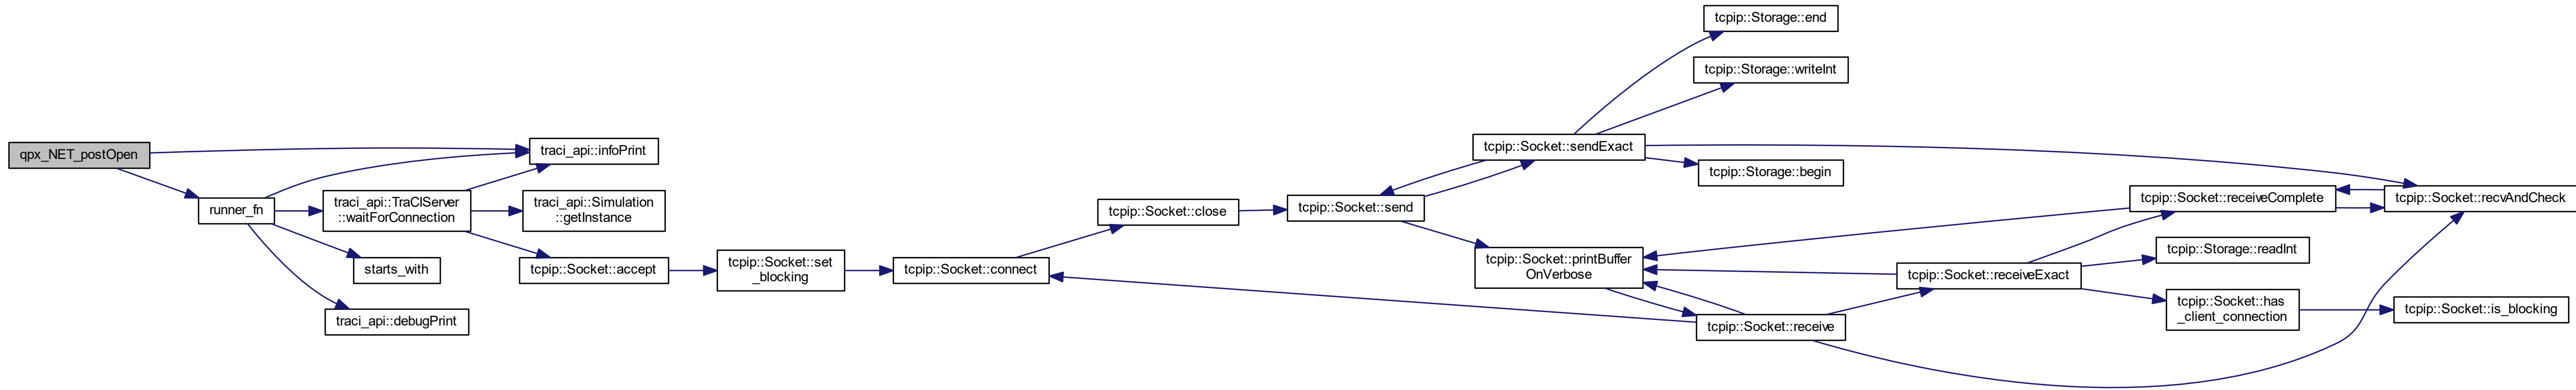 qpx_NET_postOpen
runner_fn
traci_api::infoPrint
traci_api::TraCIServer
::waitForConnection
traci_api::Simulation
::getInstance
starts_with
tcpip::Socket::accept
traci_api::debugPrint
tcpip::Socket::set
_blocking
tcpip::Socket::connect
tcpip::Socket::close
tcpip::Socket::send
tcpip::Storage::end
tcpip::Storage::writeInt
tcpip::Socket::sendExact
tcpip::Storage::begin
tcpip::Socket::printBuffer
OnVerbose
tcpip::Socket::receive
tcpip::Socket::receiveExact
tcpip::Socket::receiveComplete
tcpip::Storage::readInt
tcpip::Socket::has
_client_connection
tcpip::Socket::recvAndCheck
tcpip::Socket::is_blocking